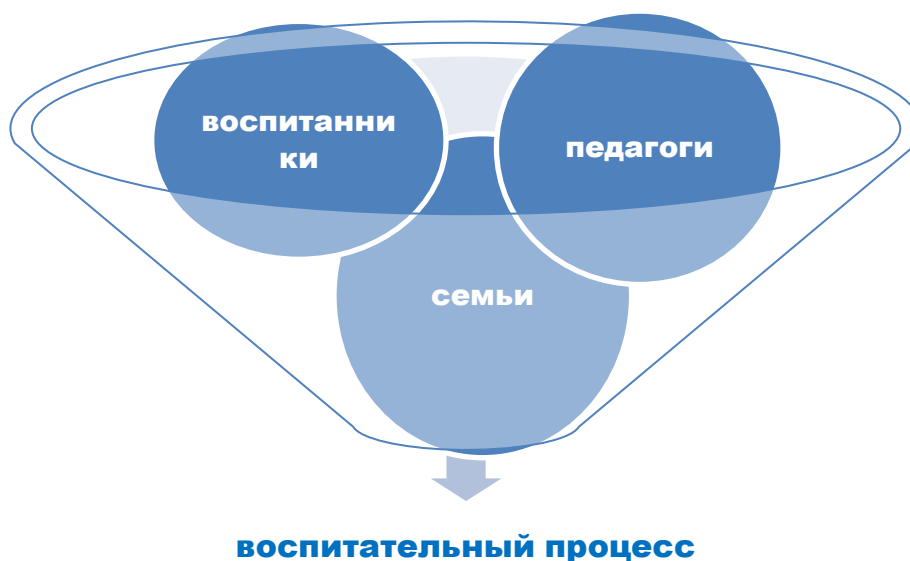 воспитанни
ки
педагоги
семьи
воспитательный процесс